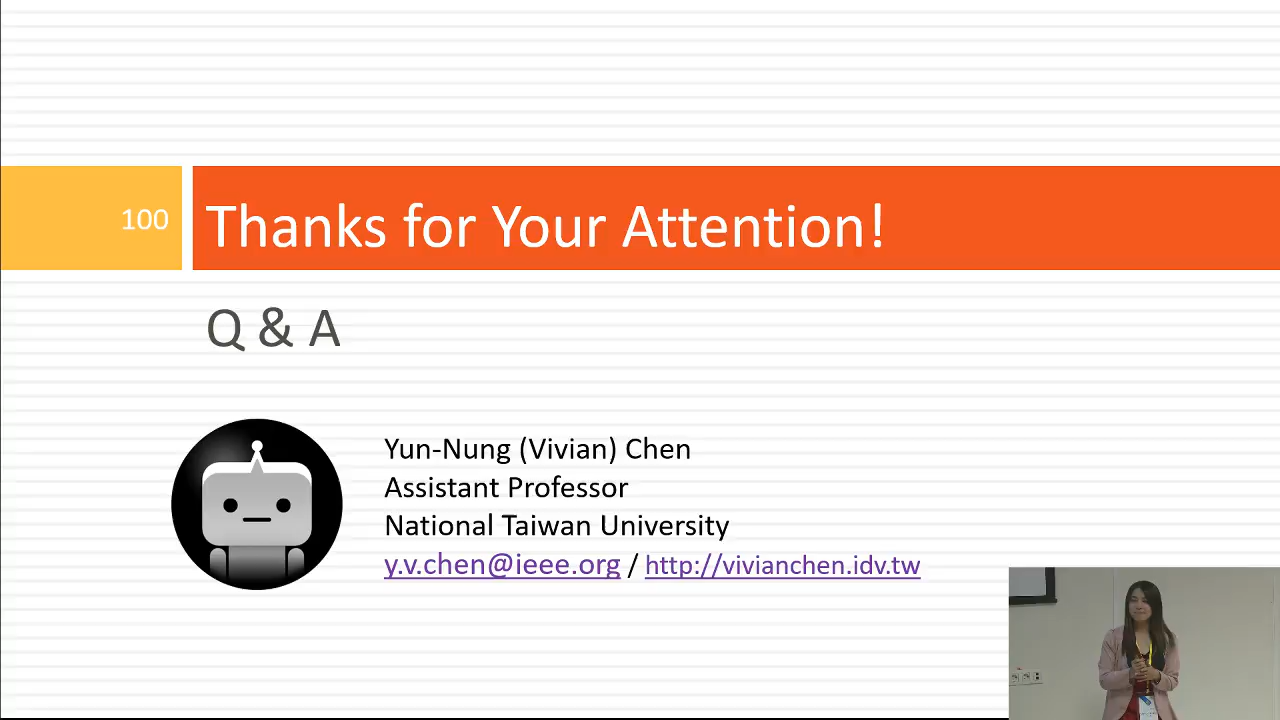 100
Thanks for Your Attention!
Q & A
Yun-Nung (Vivian) Chen
Assistant Professor
National Taiwan University
y.v.chen@ieee.org / http://vivianchen.idv.tw